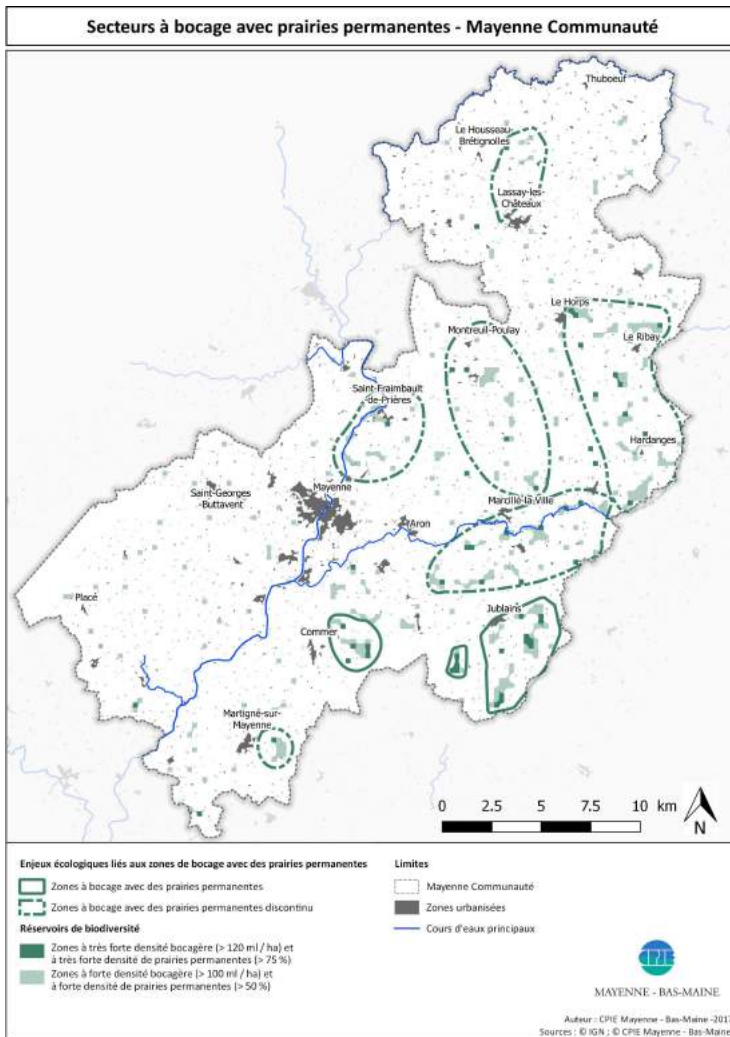 Secteurs à bocage avec prairies permanentes - Mayenne Communauté
Thuboeuf
Le Housseau-
Brétignolles
Lassay-les-
Châteaux
Le Horps
Montreuil-Poulay
Le Ribay
Saint-Fraimbault
-de-Prières
Hardanges
Mayenne
Saint-Georges-
Buttavent
Marcillé-la-Ville
Aron
Placé
Jublains
Commer
Martigné-sur-
Mayenne
0 2.5 5 7.5 10 km
N
Enjeux écologiques liés aux zones de bocage avec des prairies permanentes
Zones à bocage avec des prairies permanentes
Zones à bocage avec des prairies permanentes discontinu
Réservoirs de biodiversité
Zones à très forte densité bocagère (> 120 ml / ha) et
à très forte densité de prairies permanentes (> 75 %)
Zones à forte densité bocagère (> 100 ml / ha) et
à forte densité de prairies permanentes (> 50 %)
Limites
Mayenne Communauté
Zones urbanisées
Cours d'eaux principaux
CPIE
MAYENNE - BAS-MAINE
Auteur : CPIE Mayenne - Bas-Maine -2017
Sources : © IGN ; © CPIE Mayenne - Bas-Maine